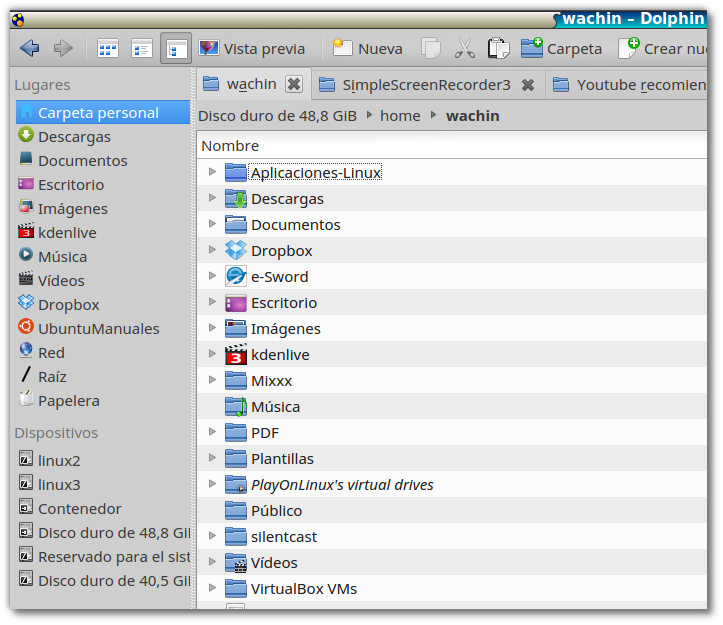 wachin – Dolphin
Vista previa Nueva Carpeta Crear
Lugares
Carpeta personal
Descargas
Documentos
Escritorio
Imágenes
kdenlive
Música
Vídeos
Dropbox
UbuntuManuales
Red
Raíz
Papelera
Dispositivos
linux2
linux3
Contenedor
Disco duro de 48,8 Gi
Reservado para el sist
Disco duro de 40,5 Gi
wachin SimpleScreenRecorder3 Youtube recomien
Disco duro de 48,8 GiB home wachin
Nombre
Aplicaciones-Linux
Descargas
Documentos
Dropbox
e-Sword
Escritorio
Imágenes
kdenlive
Mixxx
Música
PDF
Plantillas
PlayOnLinux's virtual drives
Público
silentcast
Vídeos
VirtualBox VMs